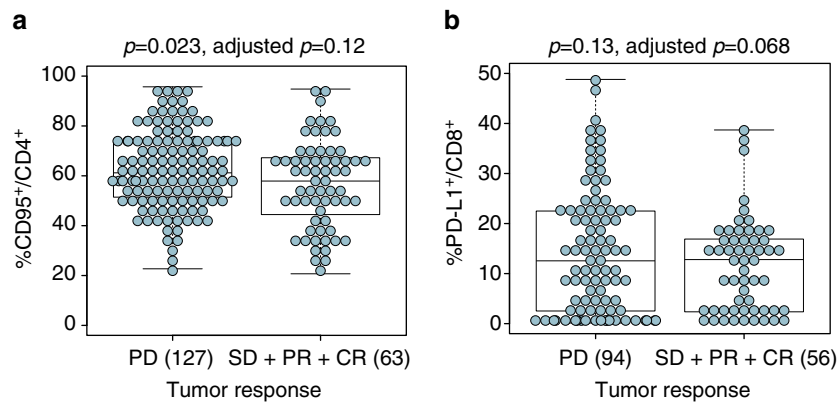 a
p=0.023, adjusted p=0.12
%CD95⁺/CD4⁺
100
80
60
40
20
0
PD (127)
SD + PR + CR (63)
Tumor response
b
p=0.13, adjusted p=0.068
%PD-L1⁺/CD8⁺
50
40
30
20
10
0
PD (94)
SD + PR + CR (56)
Tumor response